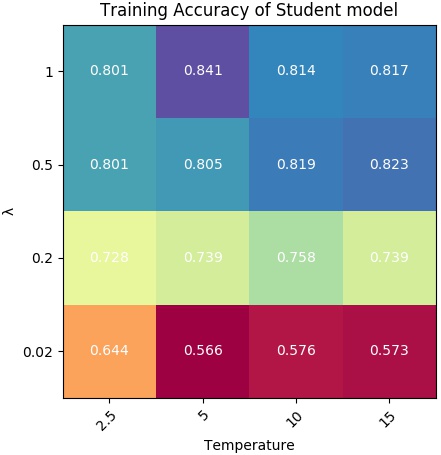 Training Accuracy of Student model
1 0.801 0.841 0.814 0.817
0.5 0.801 0.805 0.819 0.823
λ
0.2 0.728 0.739 0.758 0.739
0.02 0.644 0.566 0.576 0.573
2.5 5 10 15
Temperature